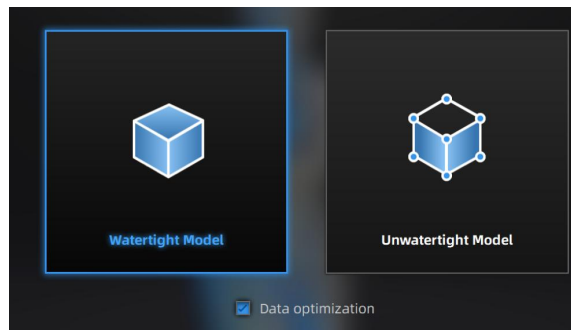 Watertight Model
Unwatertight Model
Data optimization